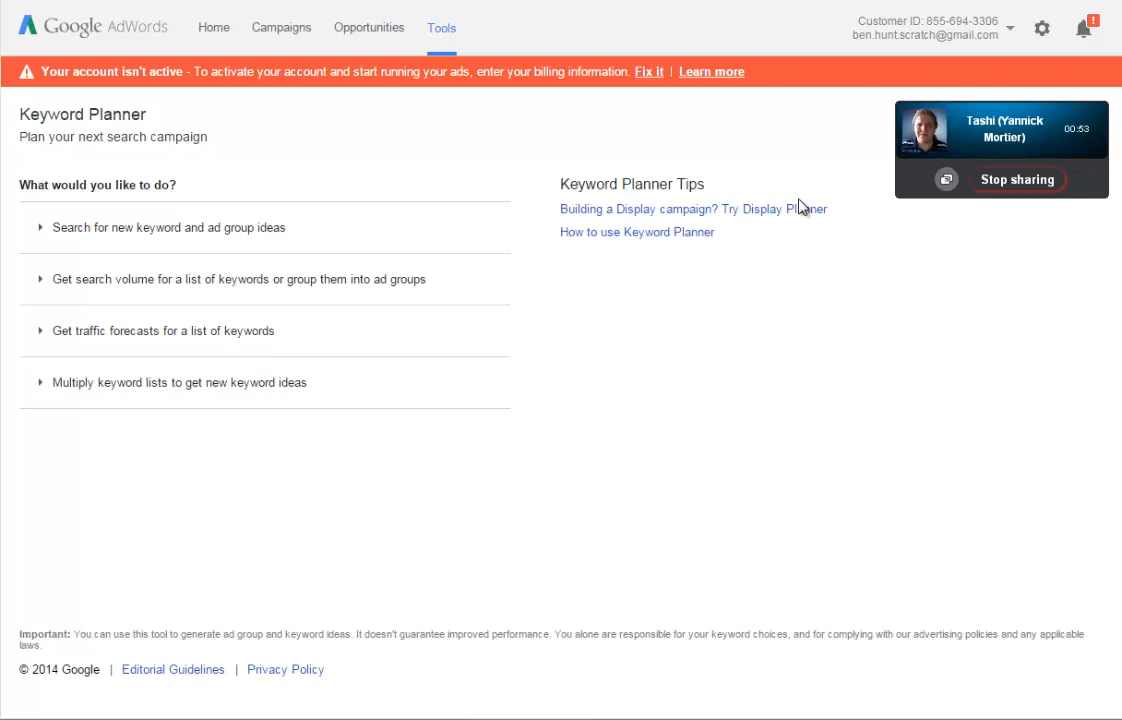 Google AdWords
Home
Campaigns
Opportunities
Tools
Customer ID: 855-694-3306
ben.hunt.scratch@gmail.com
!
Your account isn't active - To activate your account and start running your ads, enter your billing information. Fix it | Learn more
Keyword Planner
Plan your next search campaign
Tashi (Yannick
Mortier)
00:53
Stop sharing
What would you like to do?
Search for new keyword and ad group ideas
Get search volume for a list of keywords or group them into ad groups
Get traffic forecasts for a list of keywords
Multiply keyword lists to get new keyword ideas
Keyword Planner Tips
Building a Display campaign? Try Display Planner
How to use Keyword Planner
Important: You can use this tool to generate ad group and keyword ideas. It doesn't guarantee improved performance. You alone are responsible for your keyword choices, and for complying with our advertising policies and any applicable
laws.
© 2014 Google | Editorial Guidelines | Privacy Policy